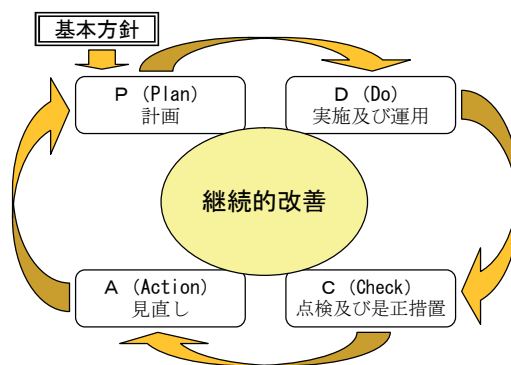 基本方針
P (Plan)
計画
D (Do)
実施及び運用
継続的改善
A (Action)
見直し
C (Check)
点検及び是正措置